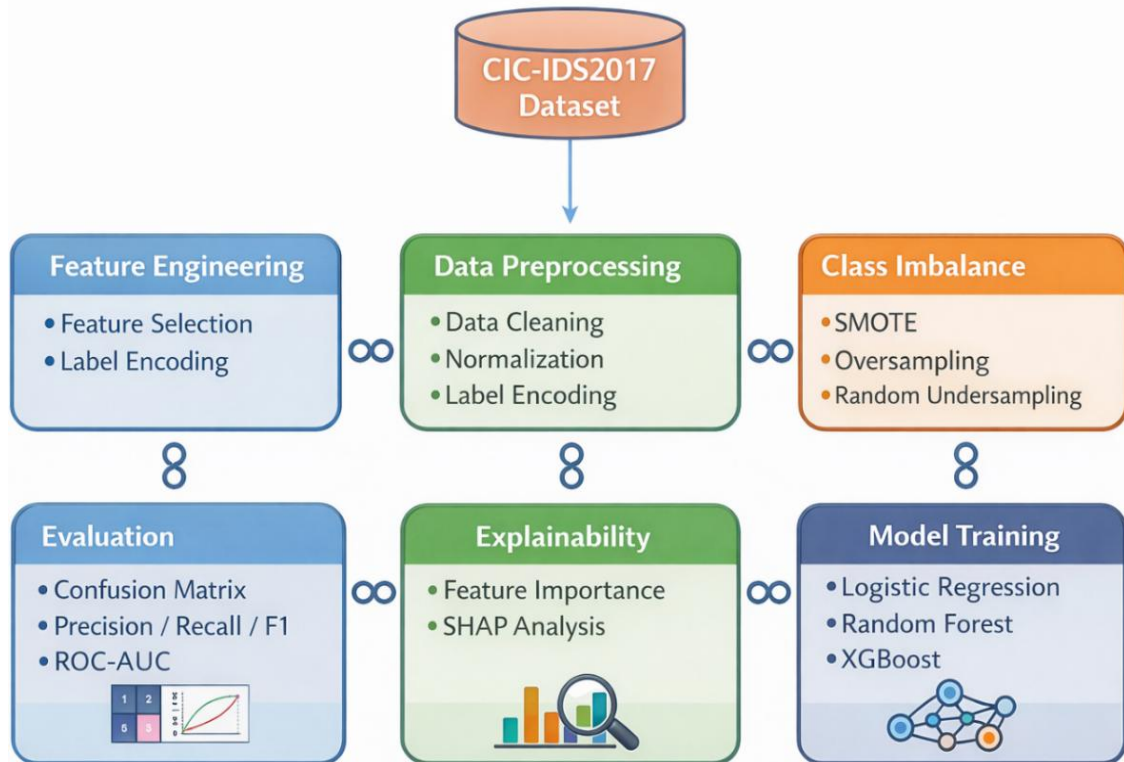 CIC-IDS2017
Dataset
Feature Engineering
• Feature Selection
• Label Encoding
Data Preprocessing
• Data Cleaning
• Normalization
• Label Encoding
Class Imbalance
• SMOTE
• Oversampling
• Random Undersampling
Evaluation
• Confusion Matrix
• Precision / Recall / F1
• ROC-AUC
1 2
Explainability
• Feature Importance
• SHAP Analysis
Model Training
• Logistic Regression
• Random Forest
• XGBoost